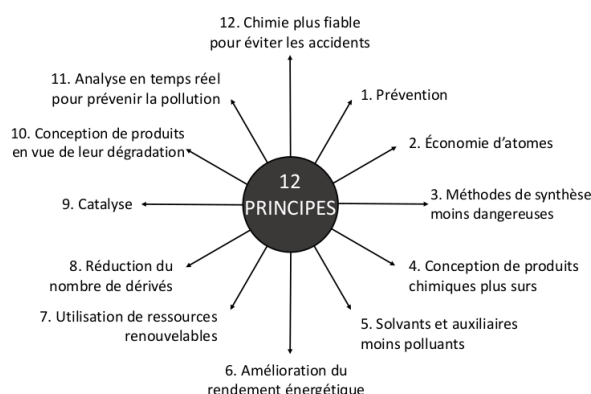 12. Chimie plus fiable
pour éviter les accidents
11. Analyse en temps réel
pour prévenir la pollution
1. Prévention
10. Conception de produits
en vue de leur dégradation
2. Économie d’atomes
12
PRINCIPES
9. Catalyse
3. Méthodes de synthèse
moins dangereuses
8. Réduction du
nombre de dérivés
4. Conception de produits
chimiques plus surs
7. Utilisation de ressources
renouvelables
5. Solvants et auxiliaires
moins polluants
6. Amélioration du
rendement énergétique